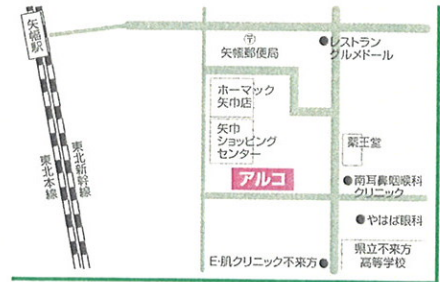 矢幅駅
〒
矢幅郵便局
レストラン
グルメドール
ホーマック
矢巾店
矢巾
ショッピング
センター
薬王堂
アルコ
南耳鼻咽喉科
クリニック
東北新幹線
東北本線
やはば眼科
E・肌クリニック不来方
県立不来方
高等学校